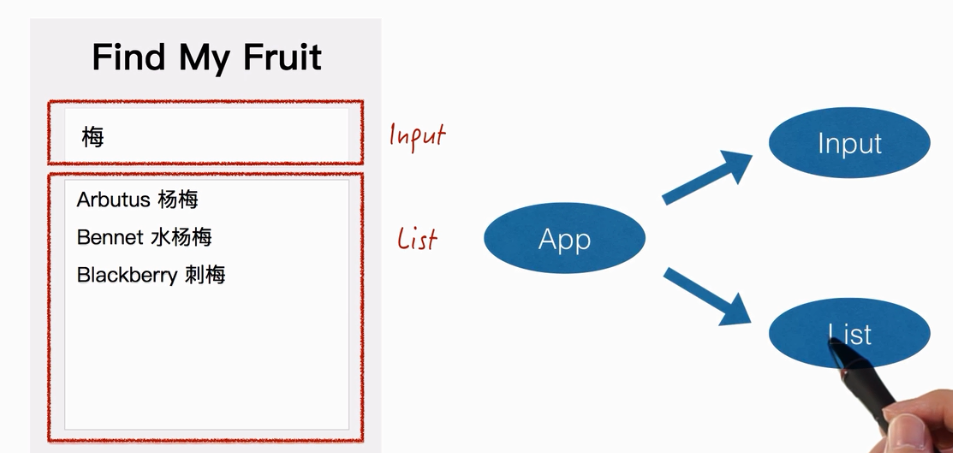 Find My Fruit
梅
Input
Arbutus 杨梅
Bennet 水杨梅
Blackberry 刺梅
List
App
Input
List